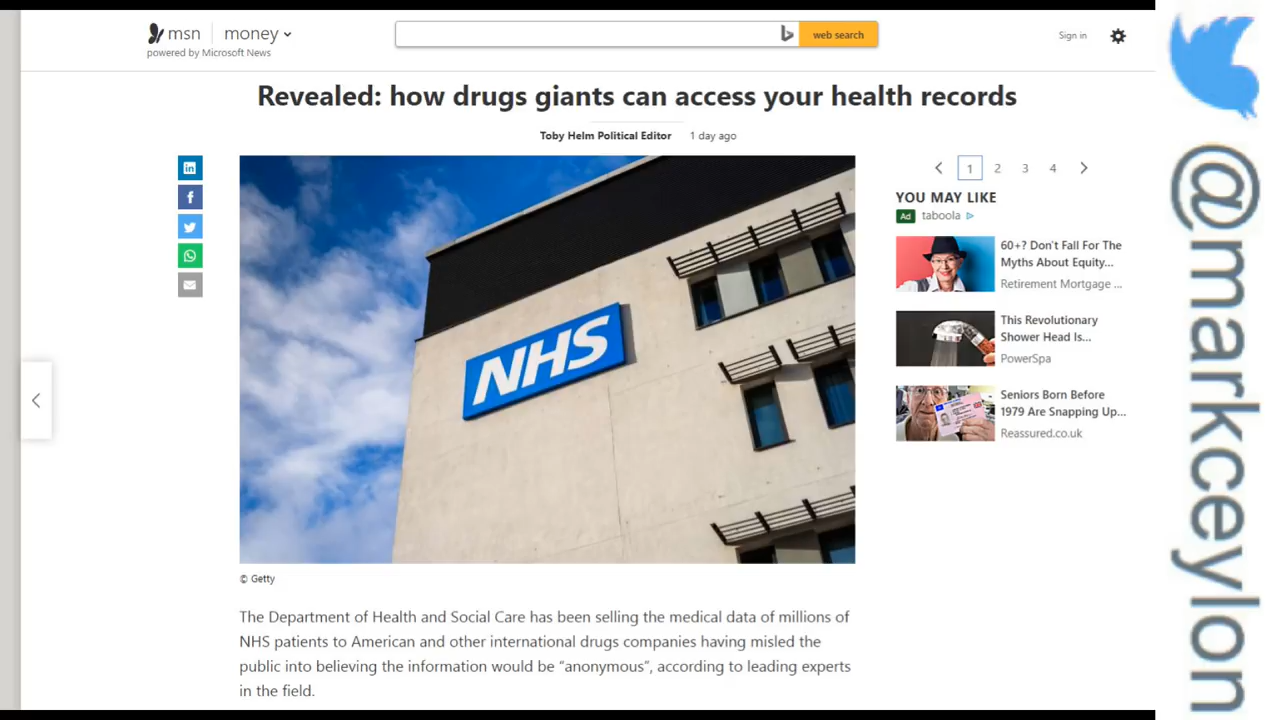 msn
money
powered by Microsoft News
web search
Sign in
Revealed: how drugs giants can access your health records
Toby Helm Political Editor 1 day ago
NHS
© Getty
The Department of Health and Social Care has been selling the medical data of millions of
NHS patients to American and other international drugs companies having misled the
public into believing the information would be “anonymous”, according to leading experts
in the field.
1 2 3 4
YOU MAY LIKE
Ad taboola
60+? Don't Fall For The
Myths About Equity...
Retirement Mortgage ...
This Revolutionary
Shower Head Is...
PowerSpa
Seniors Born Before
1979 Are Snapping Up...
Reassured.co.uk
@markceylon